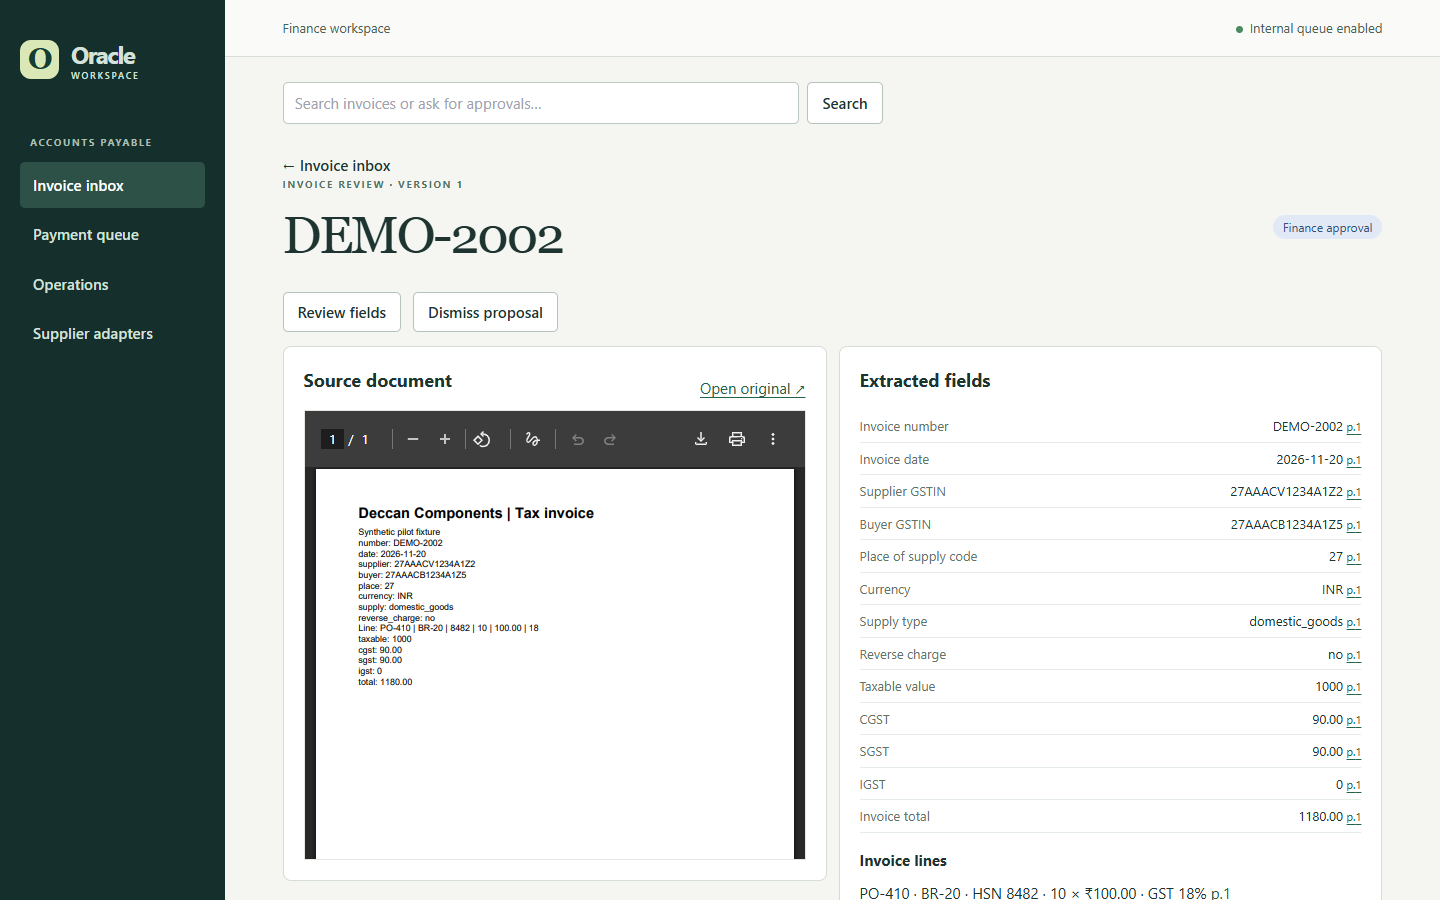 O
Oracle
WORKSPACE
ACCOUNTS PAYABLE
Invoice inbox
Payment queue
Operations
Supplier adapters
Finance workspace
Internal queue enabled
Search invoices or ask for approvals...
Search
← Invoice inbox
INVOICE REVIEW · VERSION 1
DEMO-2002
Finance approval
Review fields
Dismiss proposal
Source document
Open original ↗
1 / 1
Deccan Components | Tax invoice
Synthetic pilot fixture
number: DEMO-2002
date: 2026-11-20
supplier: 27AAACV1234A1Z2
buyer: 27AAACB1234A1Z5
place: 27
currency: INR
supply: domestic_goods
reverse_charge: no
Line: PO-410 | BR-20 | 8482 | 10 | 100.00 | 18
taxable: 1000
cgst: 90.00
sgst: 90.00
igst: 0
total: 1180.00
Extracted fields
Invoice number DEMO-2002 p.1
Invoice date 2026-11-20 p.1
Supplier GSTIN 27AAACV1234A1Z2 p.1
Buyer GSTIN 27AAACB1234A1Z5 p.1
Place of supply code 27 p.1
Currency INR p.1
Supply type domestic_goods p.1
Reverse charge no p.1
Taxable value 1000 p.1
CGST 90.00 p.1
SGST 90.00 p.1
IGST 0 p.1
Invoice total 1180.00 p.1
Invoice lines
PO-410 · BR-20 · HSN 8482 · 10 × ₹100.00 · GST 18% p.1